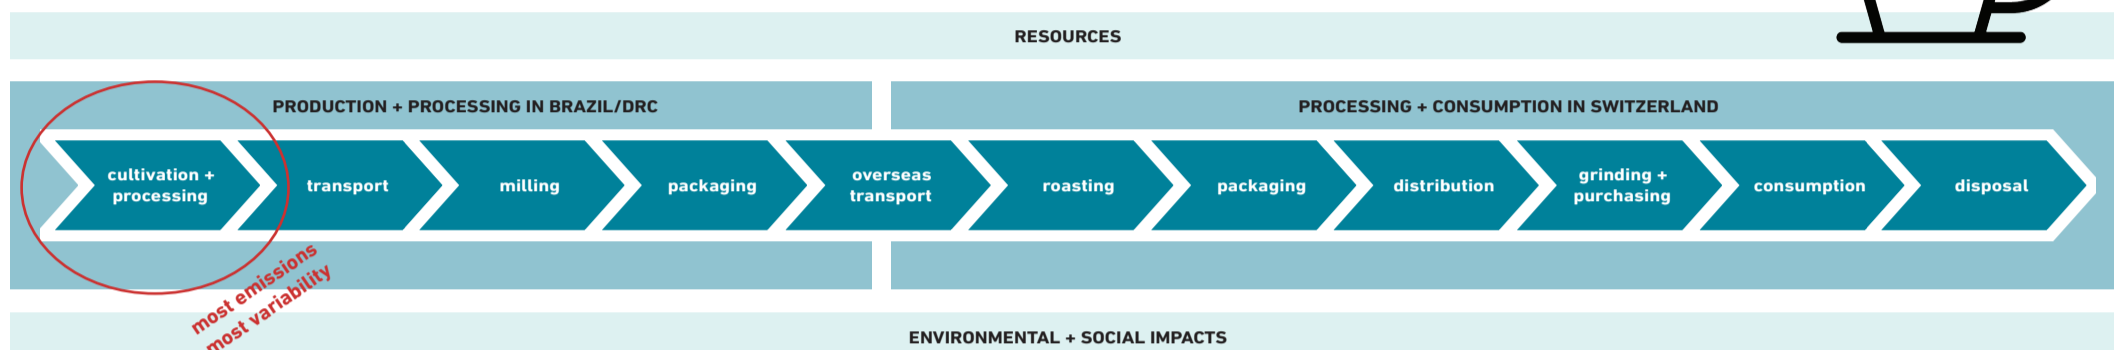 RESOURCES
PRODUCTION + PROCESSING IN BRAZIL/DRC
PROCESSING + CONSUMPTION IN SWITZERLAND
cultivation +
processing
transport
milling
packaging
overseas
transport
roasting
packaging
distribution
grinding +
purchasing
consumption
disposal
most emissions
most variability
ENVIRONMENTAL + SOCIAL IMPACTS